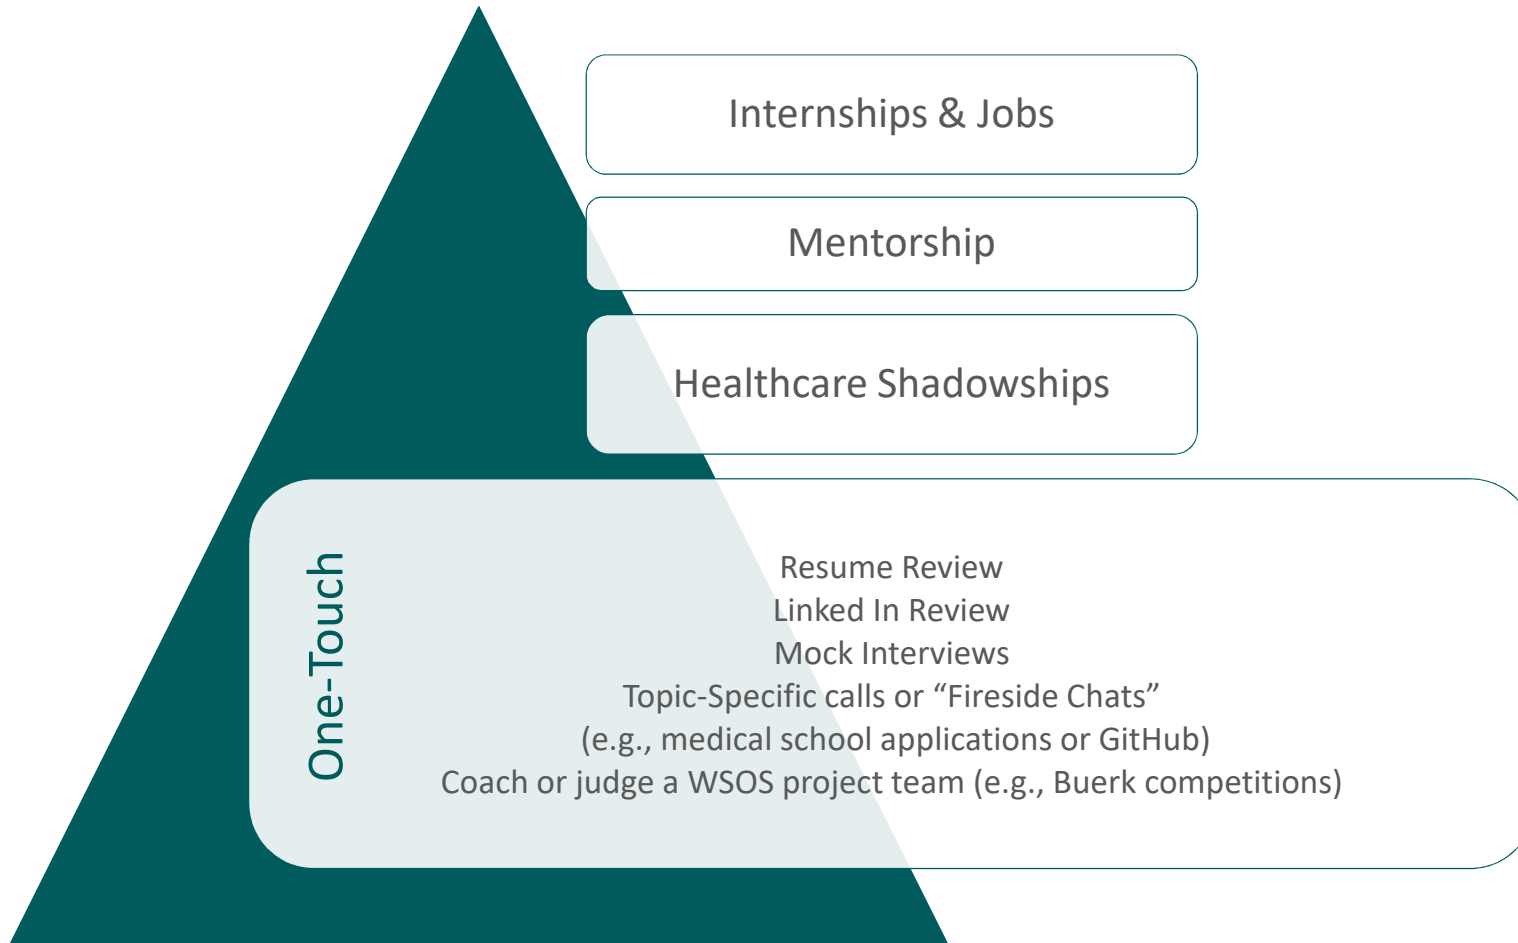 Internships & Jobs
Mentorship
Healthcare Shadowships
One-Touch
Resume Review
Linked In Review
Mock Interviews
Topic-Specific calls or “Fireside Chats”
(e.g., medical school applications or GitHub)
Coach or judge a WSOS project team (e.g., Buerk competitions)